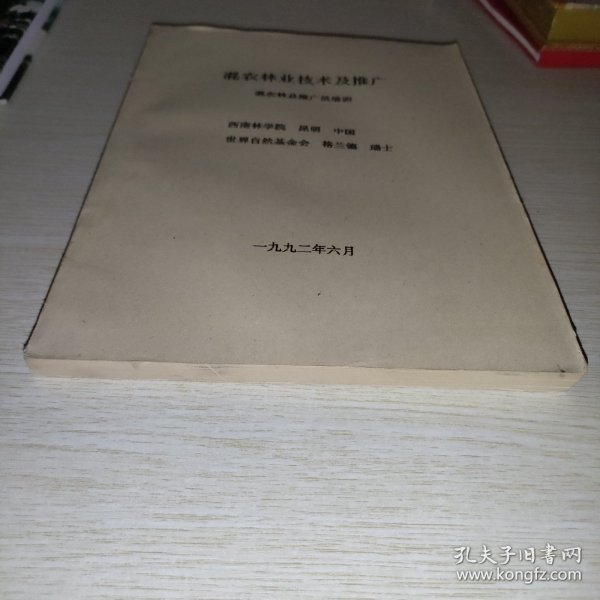 混农林业技术及推广
混农林业推广员培训
西南林学院 昆明 中国
世界自然基金会 格兰德 瑞士
一九九二年六月
孔夫子旧书网
www.kongfz.com